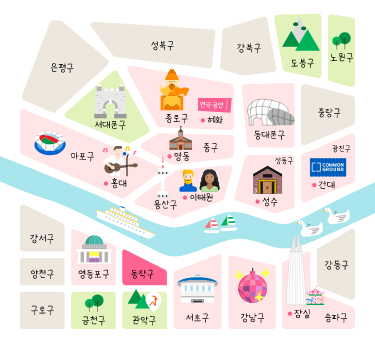 은평구
성북구
강북구
도봉구
노원구
서대문구
종로구
연극·공연
혜화
동대문구
중랑구
마포구
홍대
명동
중구
성동구
광진구
COMMON
GROUND
건대
용산구
이태원
성수
강서구
양천구
구로구
영등포구
동작구
금천구
관악구
서초구
강남구
잠실
송파구
강동구